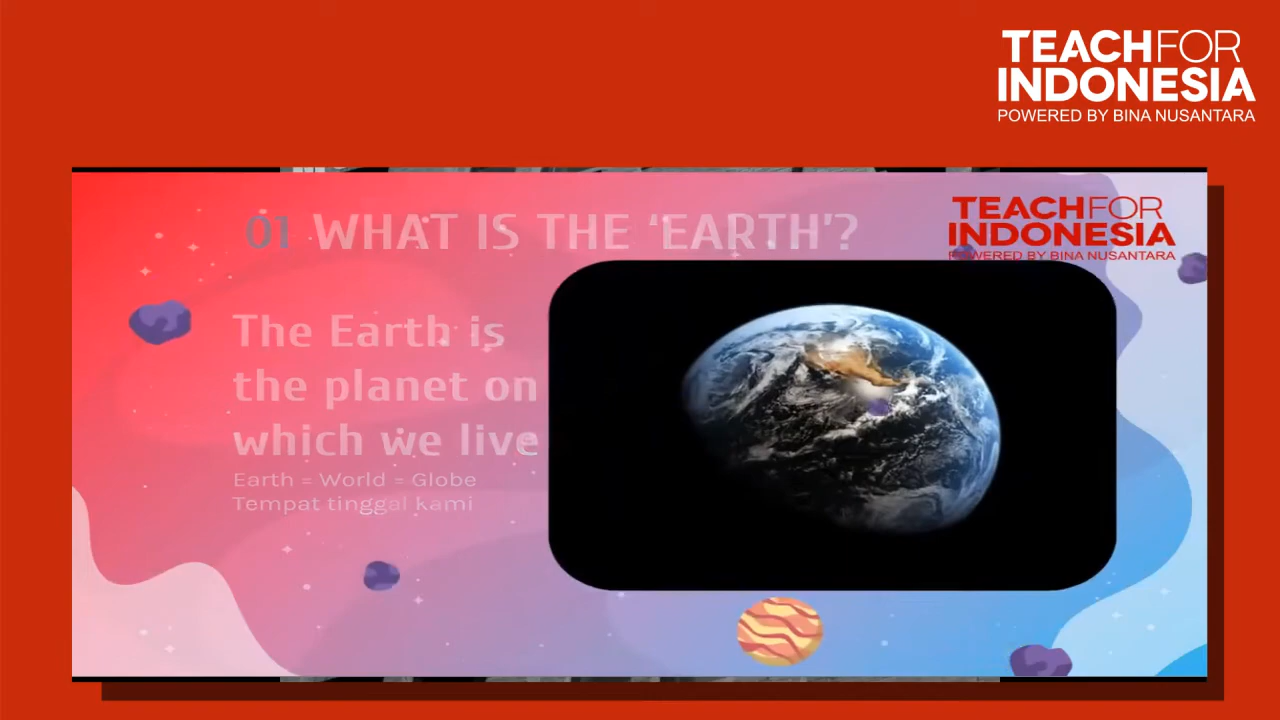 TEACHFOR
INDONESIA
POWERED BY BINA NUSANTARA
01 WHAT IS THE ‘EARTH’?
TEACHFOR
INDONESIA
POWERED BY BINA NUSANTARA
The Earth is
the planet on
which we live
Earth = World = Globe
Tempat tinggal kami